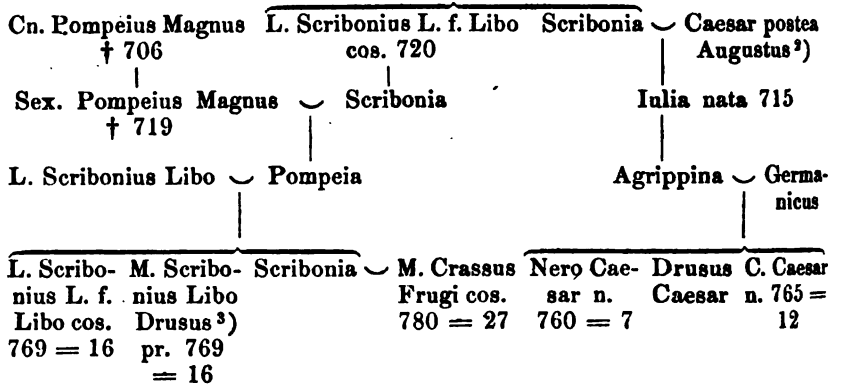 Cn. Pompeius Magnus L. Scribonius L. f. Libo Scribonia Caesar postea
† 706 cos. 720 Augustus²)
Sex. Pompeius Magnus Scribonia Iulia nata 715
† 719
L. Scribonius Libo Pompeia Agrippina Germa-
nicus
L. Scribo- M. Scribo- Scribonia M. Crassus Nero Cae- Drusus C. Caesar
nius L. f. nius Libo Frugi cos. sar n. Caesar n. 765 =
Libo cos. Drusus³) 780 = 27 760 = 7 12
769 = 16 pr. 769
= 16